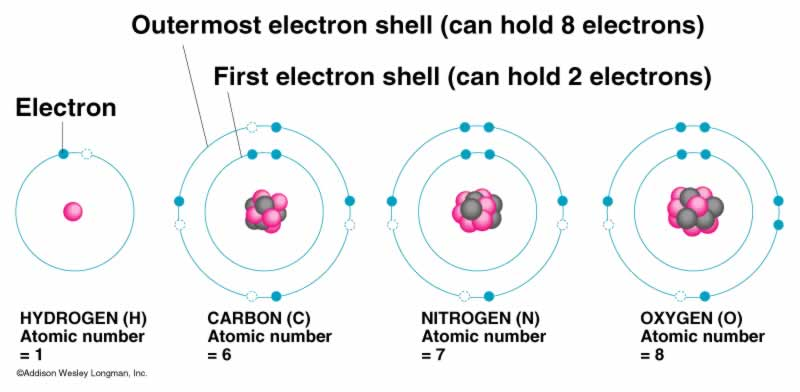 Outermost electron shell (can hold 8 electrons)
First electron shell (can hold 2 electrons)
Electron
HYDROGEN (H)
Atomic number
= 1
CARBON (C)
Atomic number
= 6
NITROGEN (N)
Atomic number
= 7
OXYGEN (O)
Atomic number
= 8
©Addison Wesley Longman, Inc.